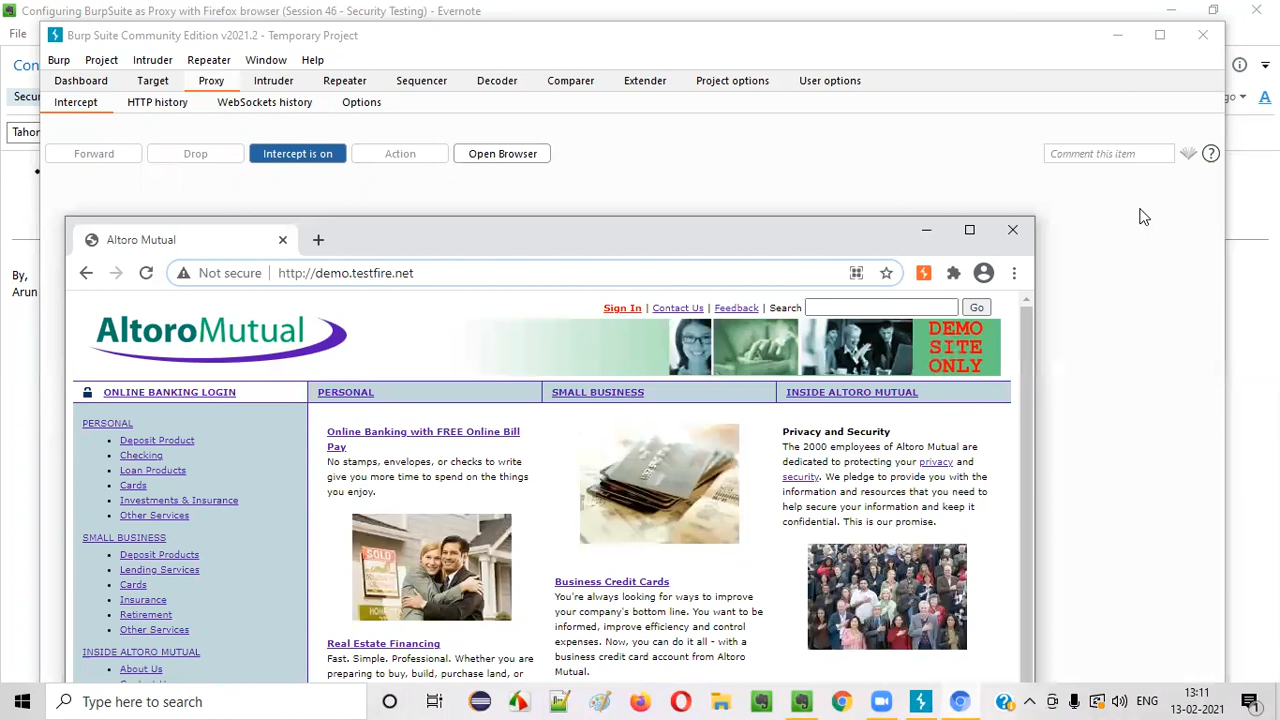 Configuring BurpSuite as Proxy with Firefox browser (Session 46 - Security Testing) - Evernote
File
Burp Suite Community Edition v2021.2 - Temporary Project
Burp Project Intruder Repeater Window Help
Dashboard Target Proxy Intruder Repeater Sequencer Decoder Comparer Extender Project options User options
Intercept HTTP history WebSockets history Options
Forward Drop Intercept is on Action Open Browser Comment this item
Altoro Mutual
Not secure http://demo.testfire.net
Sign In | Contact Us | Feedback | Search Go
AltoroMutual
DEMO
SITE
ONLY
ONLINE BANKING LOGIN PERSONAL SMALL BUSINESS INSIDE ALTORO MUTUAL
PERSONAL
Deposit Product
Checking
Loan Products
Cards
Investments & Insurance
Other Services
SMALL BUSINESS
Deposit Products
Lending Services
Cards
Insurance
Retirement
Other Services
INSIDE ALTORO MUTUAL
About Us
Online Banking with FREE Online Bill
Pay
No stamps, envelopes, or checks to write
give you more time to spend on the things
you enjoy.
SOLD
Real Estate Financing
Fast. Simple. Professional. Whether you are
preparing to buy, build, purchase land, or
Business Credit Cards
You're always looking for ways to improve
your company's bottom line. You want to be
informed, improve efficiency and control
expenses. Now, you can do it all - with a
business credit card account from Altoro
Mutual.
Privacy and Security
The 2000 employees of Altoro Mutual are
dedicated to protecting your privacy and
security. We pledge to provide you with the
information and resources that you need to
help secure your information and keep it
confidential. This is our promise.
By,
Arun
Type here to search
ENG
13:11
13-02-2021